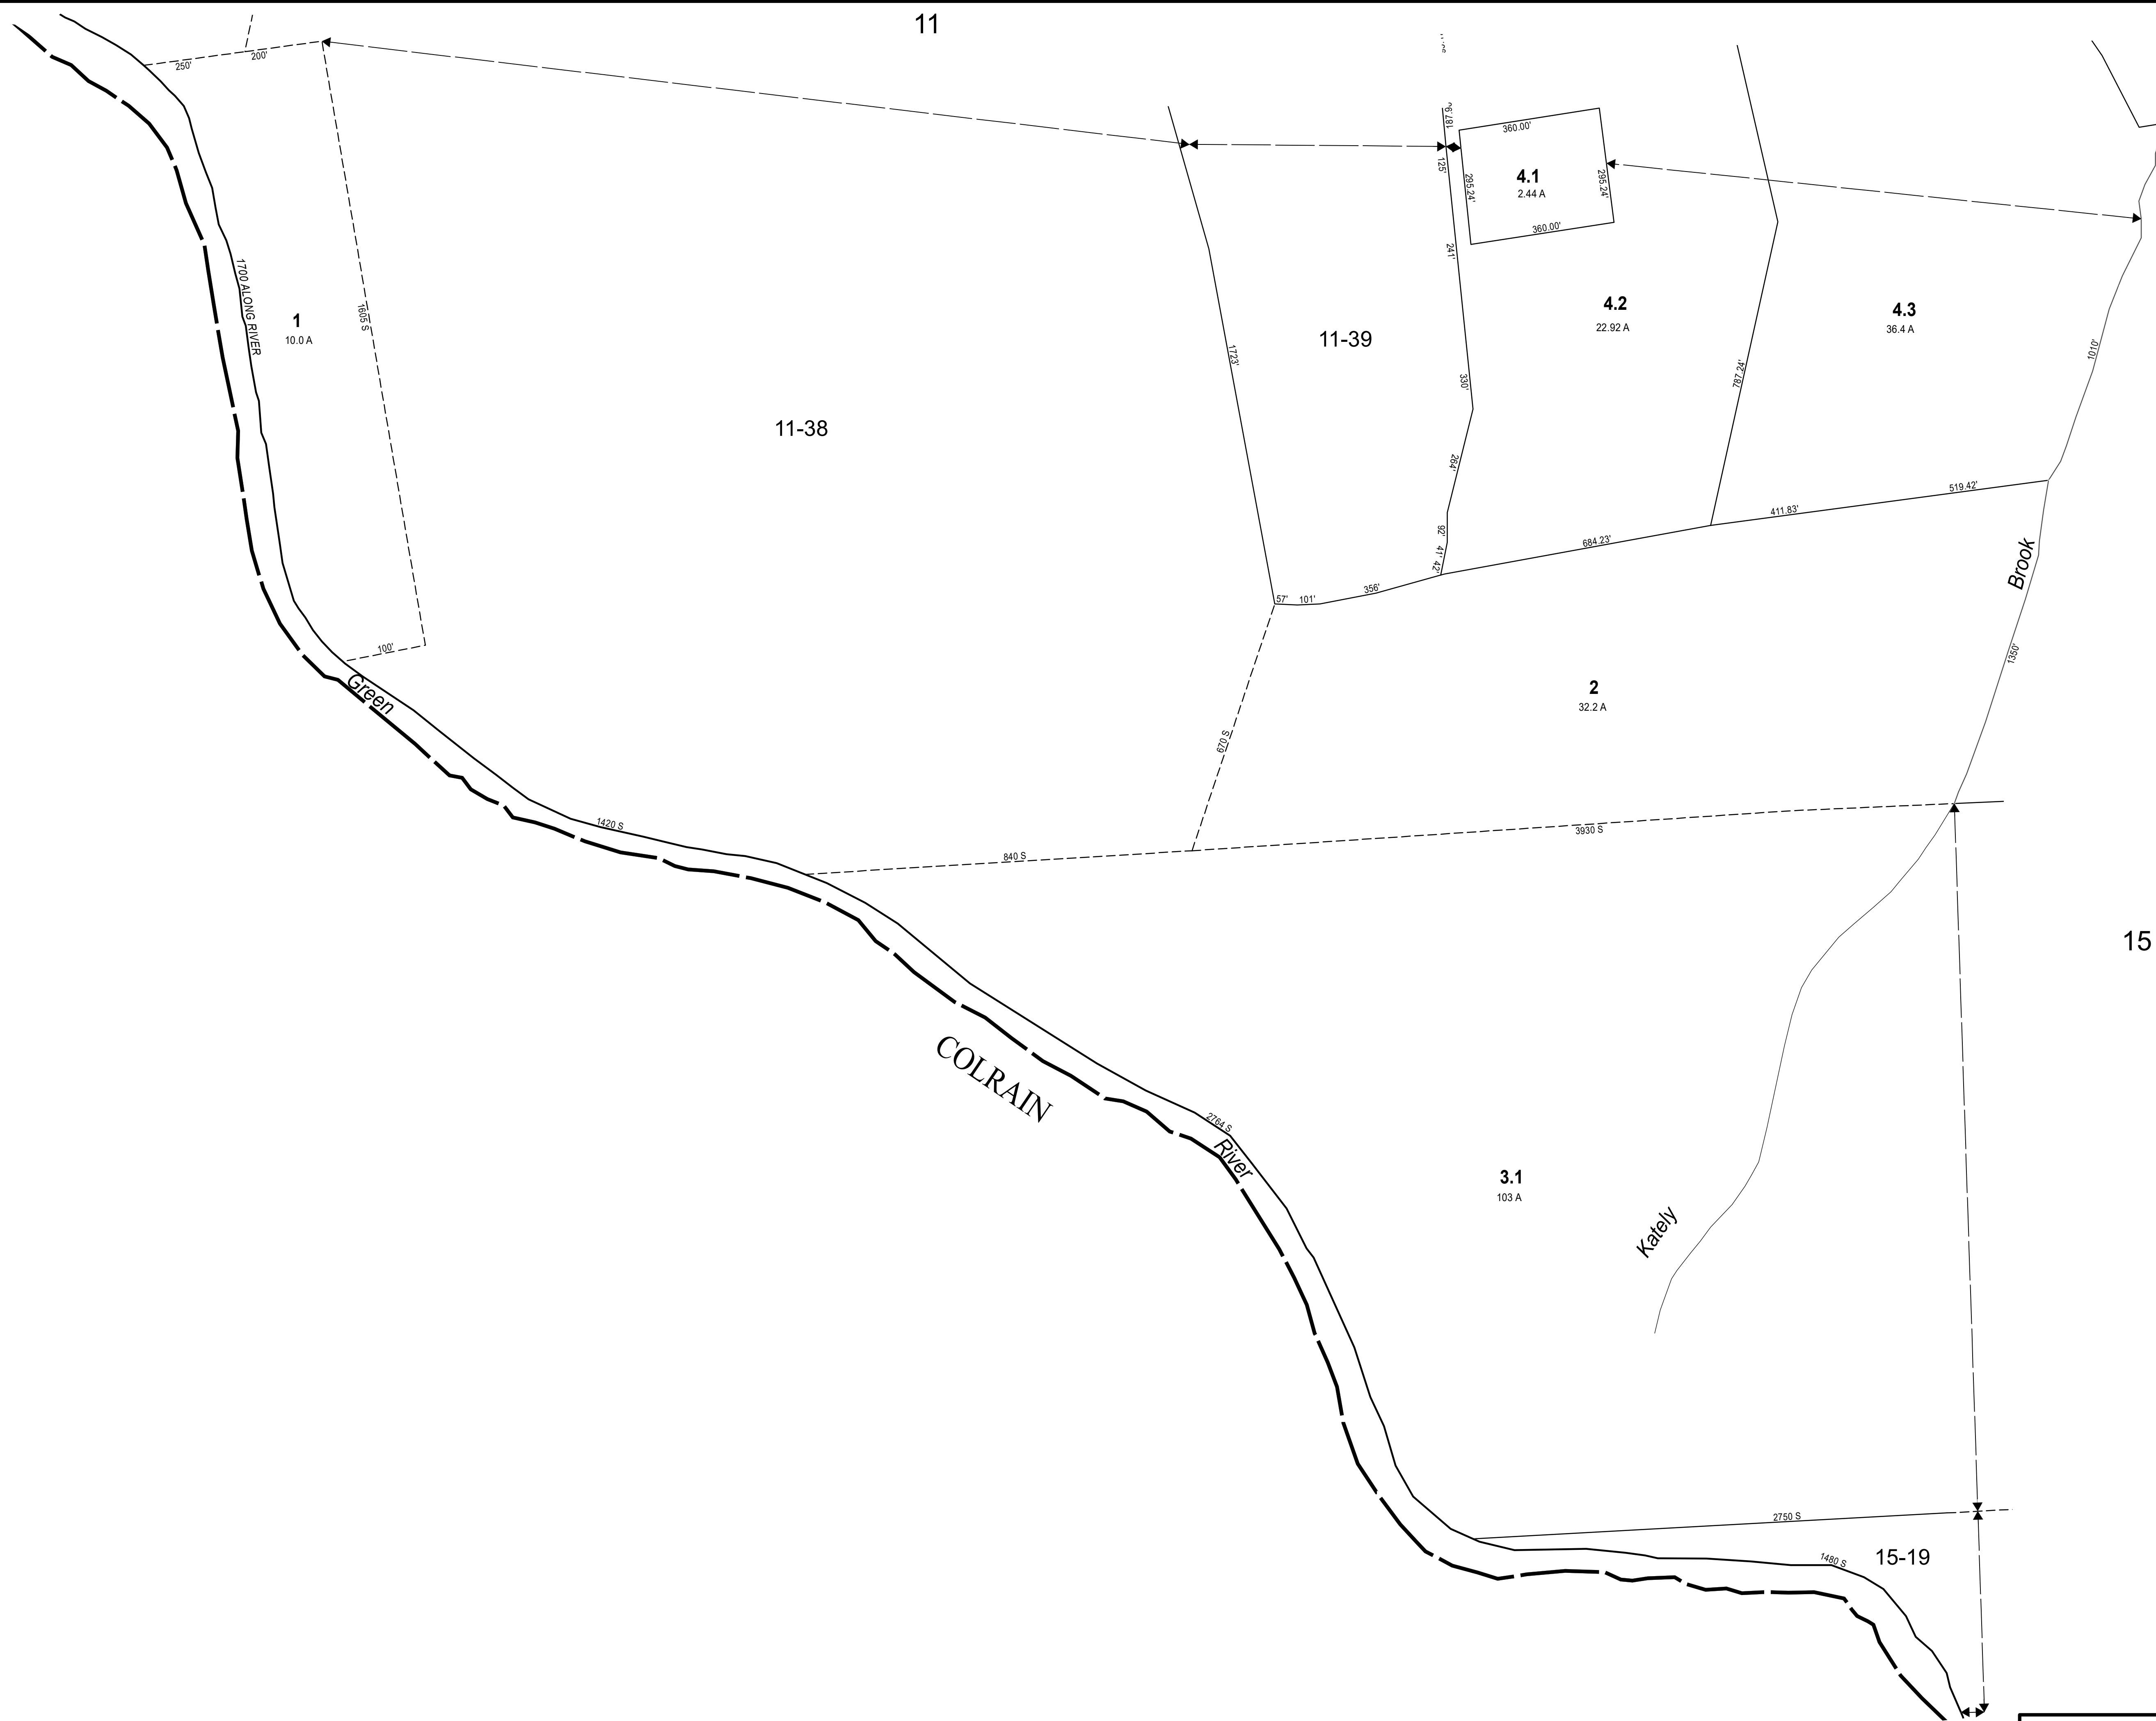 11
250'
200'
187.92
125'
360.00'
295.24'
4.1
2.44 A
295.24'
360.00'
241'
1700 ALONG RIVER
1
10.0 A
1605 S
11-38
1723'
11-39
330'
4.2
22.92 A
787.24'
4.3
36.4 A
1010'
264'
92'
41'
42'
684.23'
411.83'
519.42'
57'
101'
356'
100'
Green
Brook
1350'
2
32.2 A
670 S
1420 S
840 S
3930 S
15
COLRAIN
2764 S
River
3.1
103 A
Kately
2750 S
1480 S
15-19